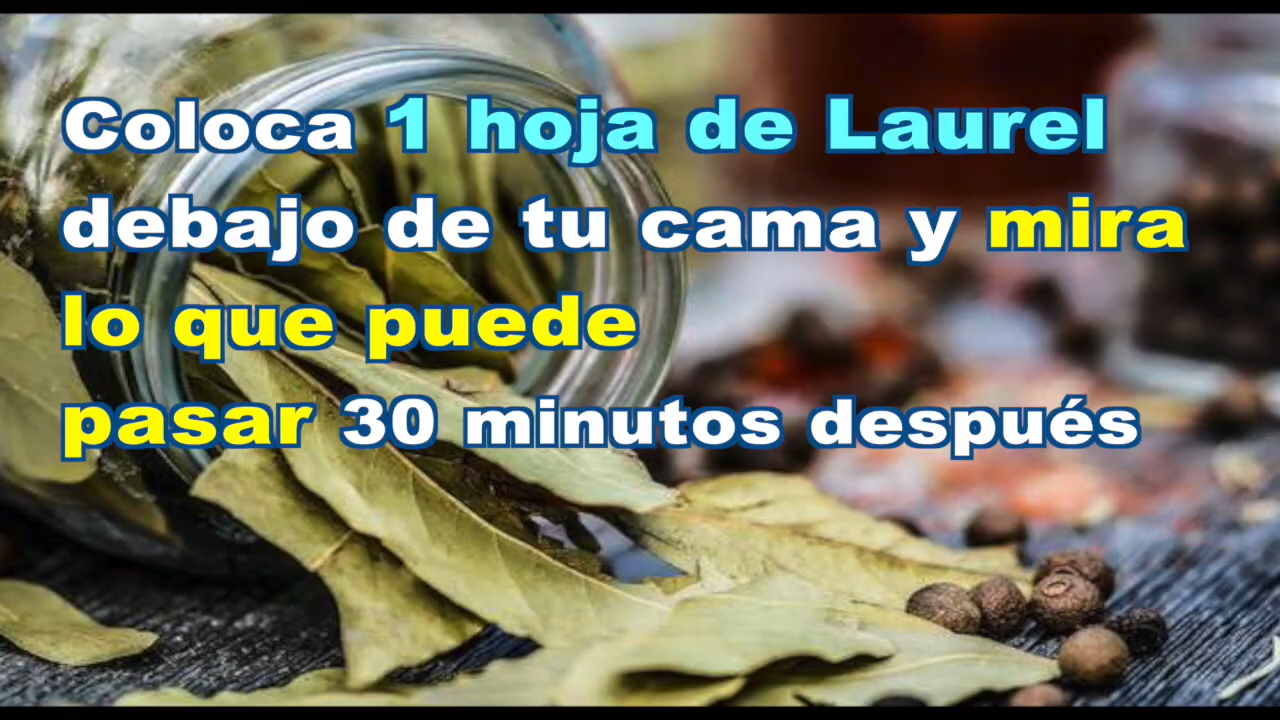 Coloca 1 hoja de Laurel
debajo de tu cama y mira
lo que puede
pasar 30 minutos después